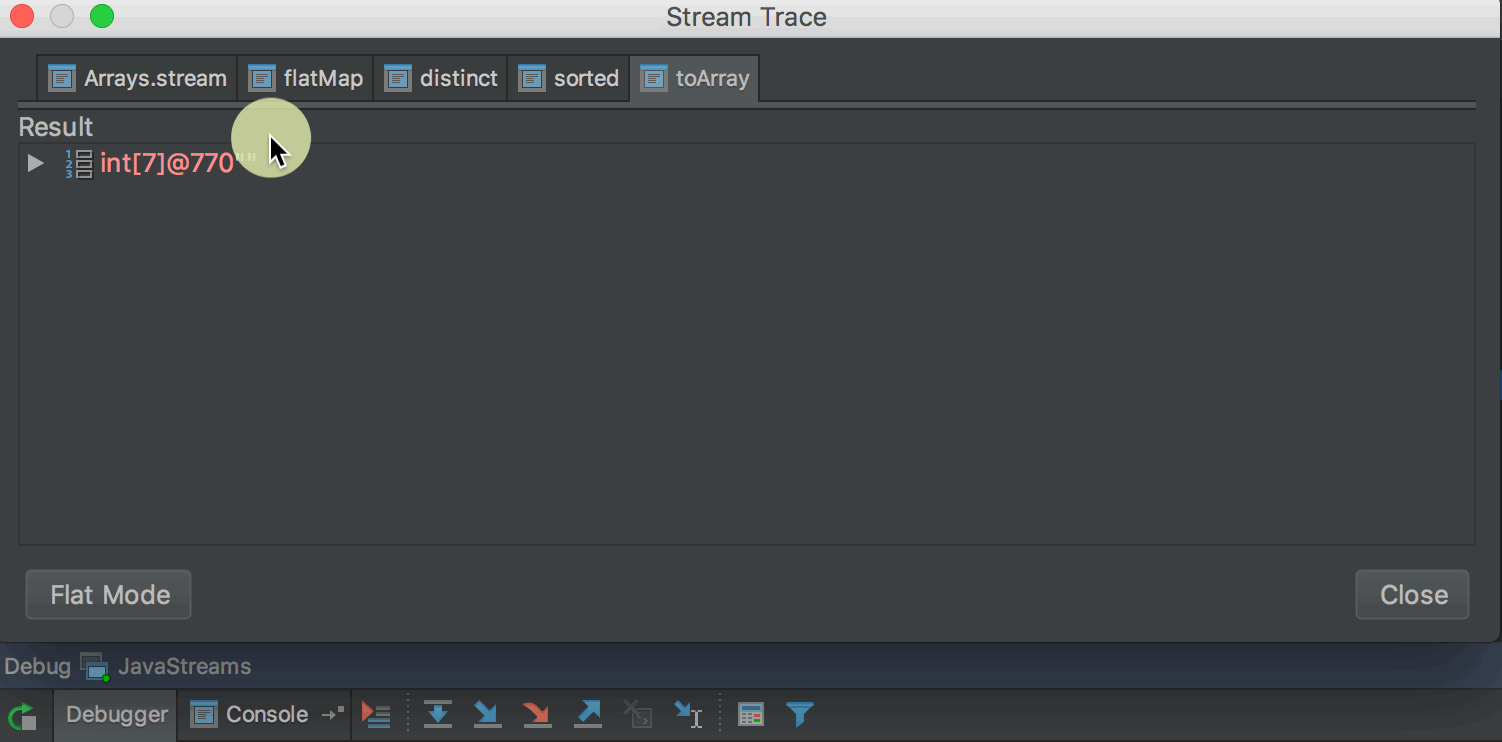 Stream Trace
Arrays.stream flatMap distinct sorted toArray
Result
int[7]@770""
Flat Mode Close
Debug JavaStreams
Debugger Console